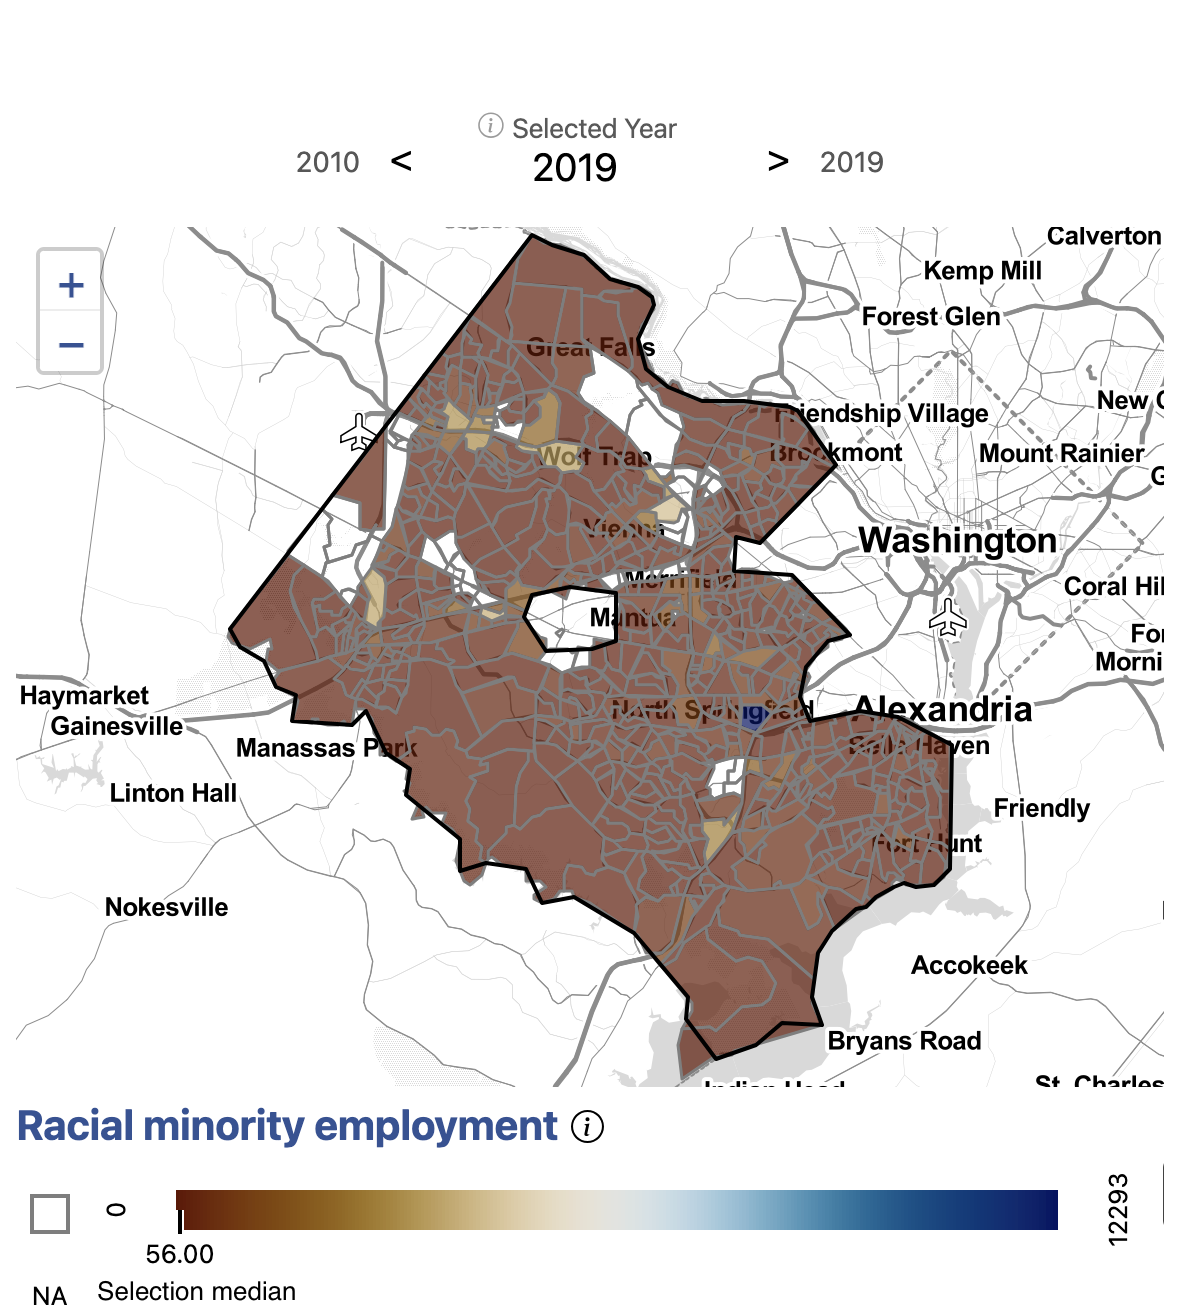 Selected Year
2010 < 2019 > 2019
Calverton
Kemp Mill
Forest Glen
+
−
Great Falls
New C
Friendship Village
Brookmont
Mount Rainier
Wolf Trap
G
Vienna
Washington
Merrifield
Coral Hil
Mantua
For
Morni
Haymarket
Gainesville
North Springfield
Alexandria
Manassas Park
Belle Haven
Linton Hall
Friendly
Fort Hunt
Nokesville
Accokeek
Bryans Road
Indian Head
St. Charles
Racial minority employment
0
12293
56.00
NA
Selection median